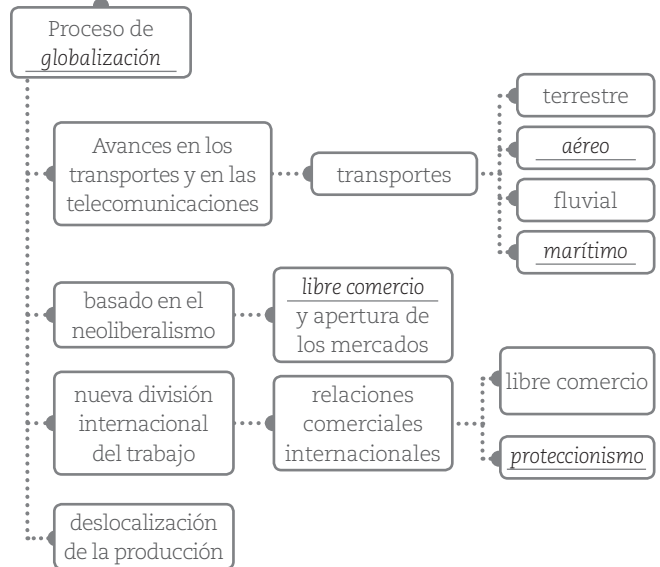 Proceso de
globalización
Avances en los
transportes y en las
telecomunicaciones
transportes
terrestre
aéreo
fluvial
marítimo
basado en el
neoliberalismo
libre comercio
y apertura de
los mercados
nueva división
internacional
del trabajo
relaciones
comerciales
internacionales
libre comercio
proteccionismo
deslocalización
de la producción